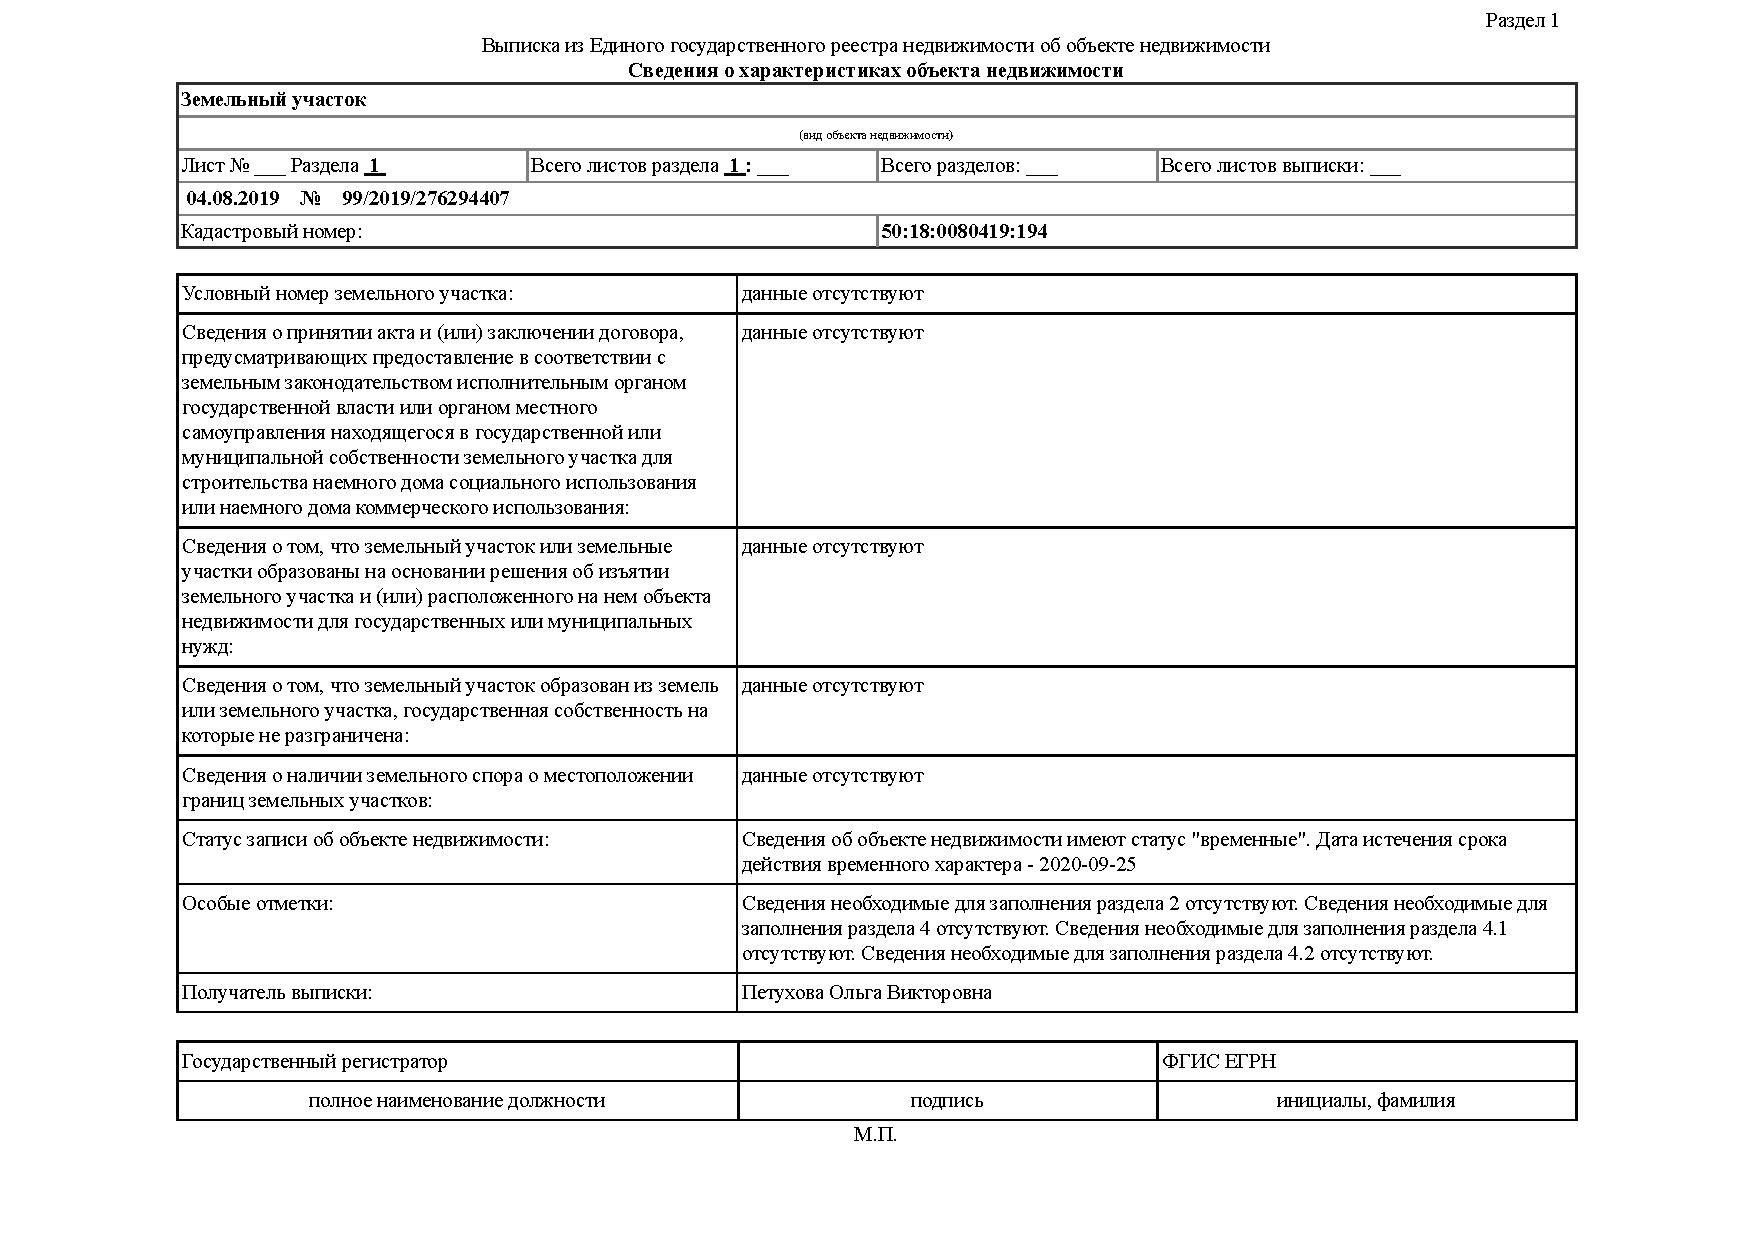 Раздел 1
Выписка из Единого государственного реестра недвижимости об объекте недвижимости
Сведения о характеристиках объекта недвижимости
Земельный участок
(вид объекта недвижимости)
Лист № ___ Раздела 1 Всего листов раздела 1 : ___ Всего разделов: ___ Всего листов выписки: ___
04.08.2019 № 99/2019/276294407
Кадастровый номер: 50:18:0080419:194
Условный номер земельного участка: данные отсутствуют
Сведения о принятии акта и (или) заключении договора, данные отсутствуют
предусматривающих предоставление в соответствии с
земельным законодательством исполнительным органом
государственной власти или органом местного
самоуправления находящегося в государственной или
муниципальной собственности земельного участка для
строительства наемного дома социального использования
или наемного дома коммерческого использования:
Сведения о том, что земельный участок или земельные данные отсутствуют
участки образованы на основании решения об изъятии
земельного участка и (или) расположенного на нем объекта
недвижимости для государственных или муниципальных
нужд:
Сведения о том, что земельный участок образован из земель данные отсутствуют
или земельного участка, государственная собственность на
которые не разграничена:
Сведения о наличии земельного спора о местоположении данные отсутствуют
границ земельных участков:
Статус записи об объекте недвижимости: Сведения об объекте недвижимости имеют статус "временные". Дата истечения срока
действия временного характера - 2020-09-25
Особые отметки: Сведения необходимые для заполнения раздела 2 отсутствуют. Сведения необходимые для
заполнения раздела 4 отсутствуют. Сведения необходимые для заполнения раздела 4.1
отсутствуют. Сведения необходимые для заполнения раздела 4.2 отсутствуют.
Получатель выписки: Петухова Ольга Викторовна
Государственный регистратор ФГИС ЕГРН
полное наименование должности подпись инициалы, фамилия
М.П.